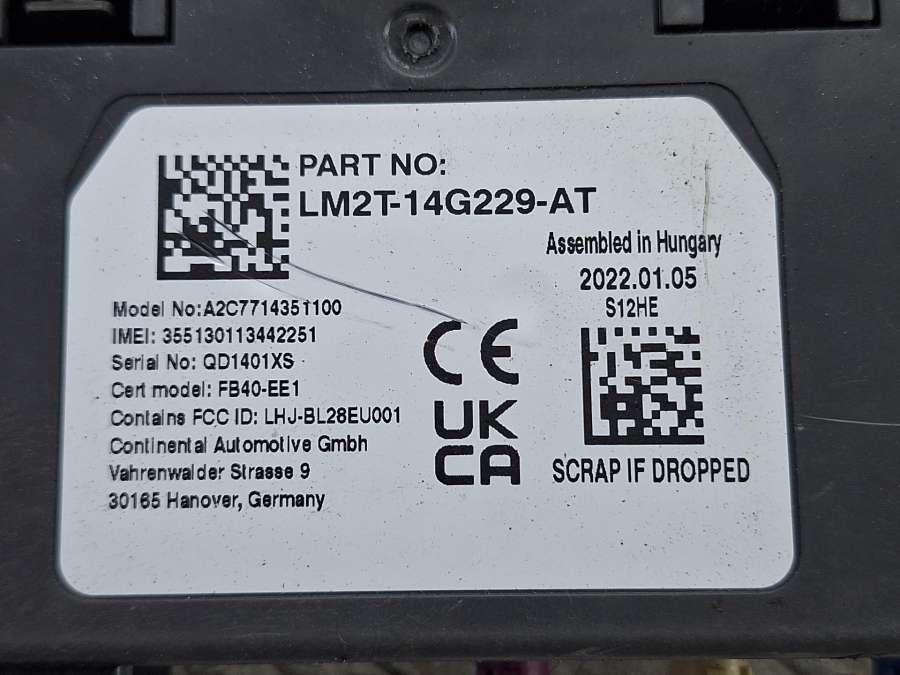 PART NO:
LM2T-14G229-AT
Assembled in Hungary
2022.01.05
S12HE
Model No:A2C7714351100
IMEI: 355130113442251
Serial No: QD1401XS
Cert model: FB40-EE1
Contains FCC ID: LHJ-BL28EU001
Continental Automotive Gmbh
Vahrenwalder Strasse 9
30165 Hanover, Germany
CE
UK
CA
SCRAP IF DROPPED